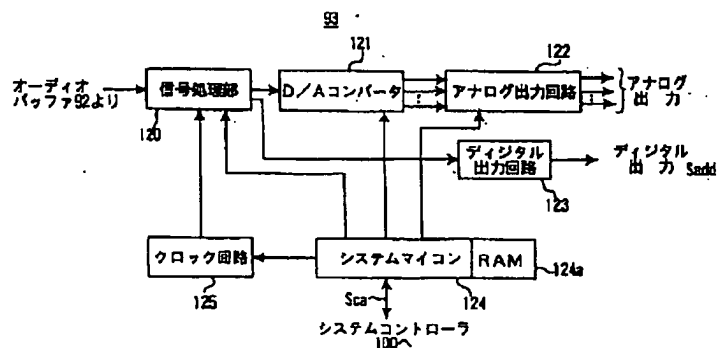 93
121
122
オーディオ
バッファ92より
信号処理部
D/Aコンバータ
アナログ出力回路
アナログ
出力
120
ディジタル
出力回路
ディジタル
出力 Sadd
123
クロック回路
システムマイコン
RAM
124a
125
Sca
124
システムコントローラ
100へ